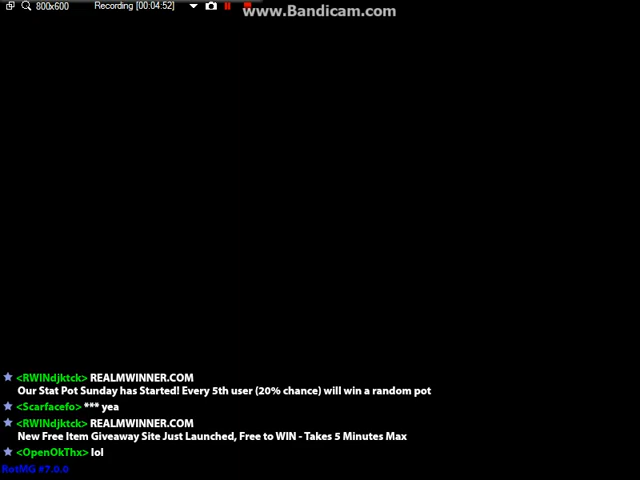 800x600 Recording [00:04:52]
www.Bandicam.com
<RWINdjktck> REALMWINNER.COM
Our Stat Pot Sunday has Started! Every 5th user (20% chance) will win a random pot
<Scarfacefo> *** yea
<RWINdjktck> REALMWINNER.COM
New Free Item Giveaway Site Just Launched, Free to WIN - Takes 5 Minutes Max
<OpenOkThx> lol
RotMG #7.0.0